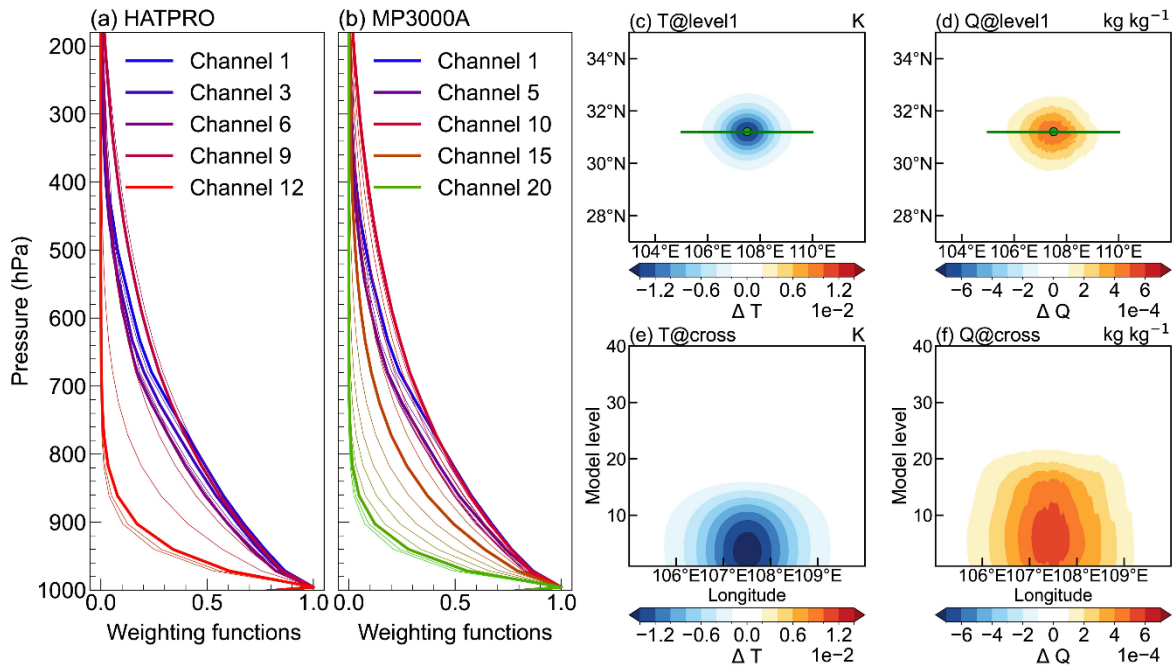 (a) HATPRO
200
300
400
500
600
700
800
900
1000
Pressure (hPa)
Channel 1
Channel 3
Channel 6
Channel 9
Channel 12
0.0 0.5 1.0
Weighting functions
(b) MP3000A
Channel 1
Channel 5
Channel 10
Channel 15
Channel 20
0.0 0.5 1.0
Weighting functions
(c) T@level1 K
34°N
32°N
30°N
28°N
104°E 106°E 108°E 110°E
−1.2 −0.6 0.0 0.6 1.2
Δ T 1e−2
(d) Q@level1 kg kg⁻¹
34°N
32°N
30°N
28°N
104°E 106°E 108°E 110°E
−6 −4 −2 0 2 4 6
Δ Q 1e−4
(e) T@cross K
40
30
20
10
Model level
106°E 107°E 108°E 109°E
Longitude
−1.2 −0.6 0.0 0.6 1.2
Δ T 1e−2
(f) Q@cross kg kg⁻¹
40
30
20
10
Model level
106°E 107°E 108°E 109°E
Longitude
−6 −4 −2 0 2 4 6
Δ Q 1e−4